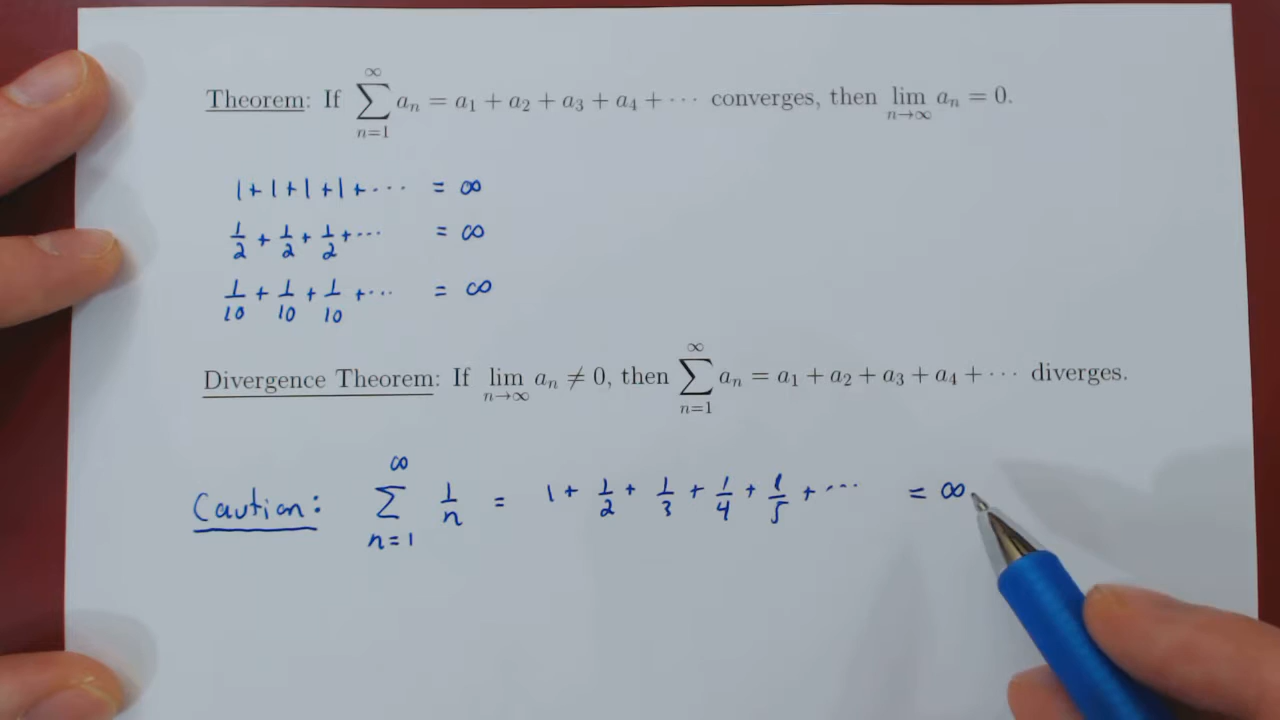 Theorem: If ∑_{n=1}^{∞} a_n = a_1 + a_2 + a_3 + a_4 + ⋯ converges, then lim_{n→∞} a_n = 0.
1 + 1 + 1 + 1 + ⋯ = ∞
1/2 + 1/2 + 1/2 + ⋯ = ∞
1/10 + 1/10 + 1/10 + ⋯ = ∞
Divergence Theorem: If lim_{n→∞} a_n ≠ 0, then ∑_{n=1}^{∞} a_n = a_1 + a_2 + a_3 + a_4 + ⋯ diverges.
Caution: ∑_{n=1}^{∞} 1/n = 1 + 1/2 + 1/3 + 1/4 + 1/5 + ⋯ = ∞